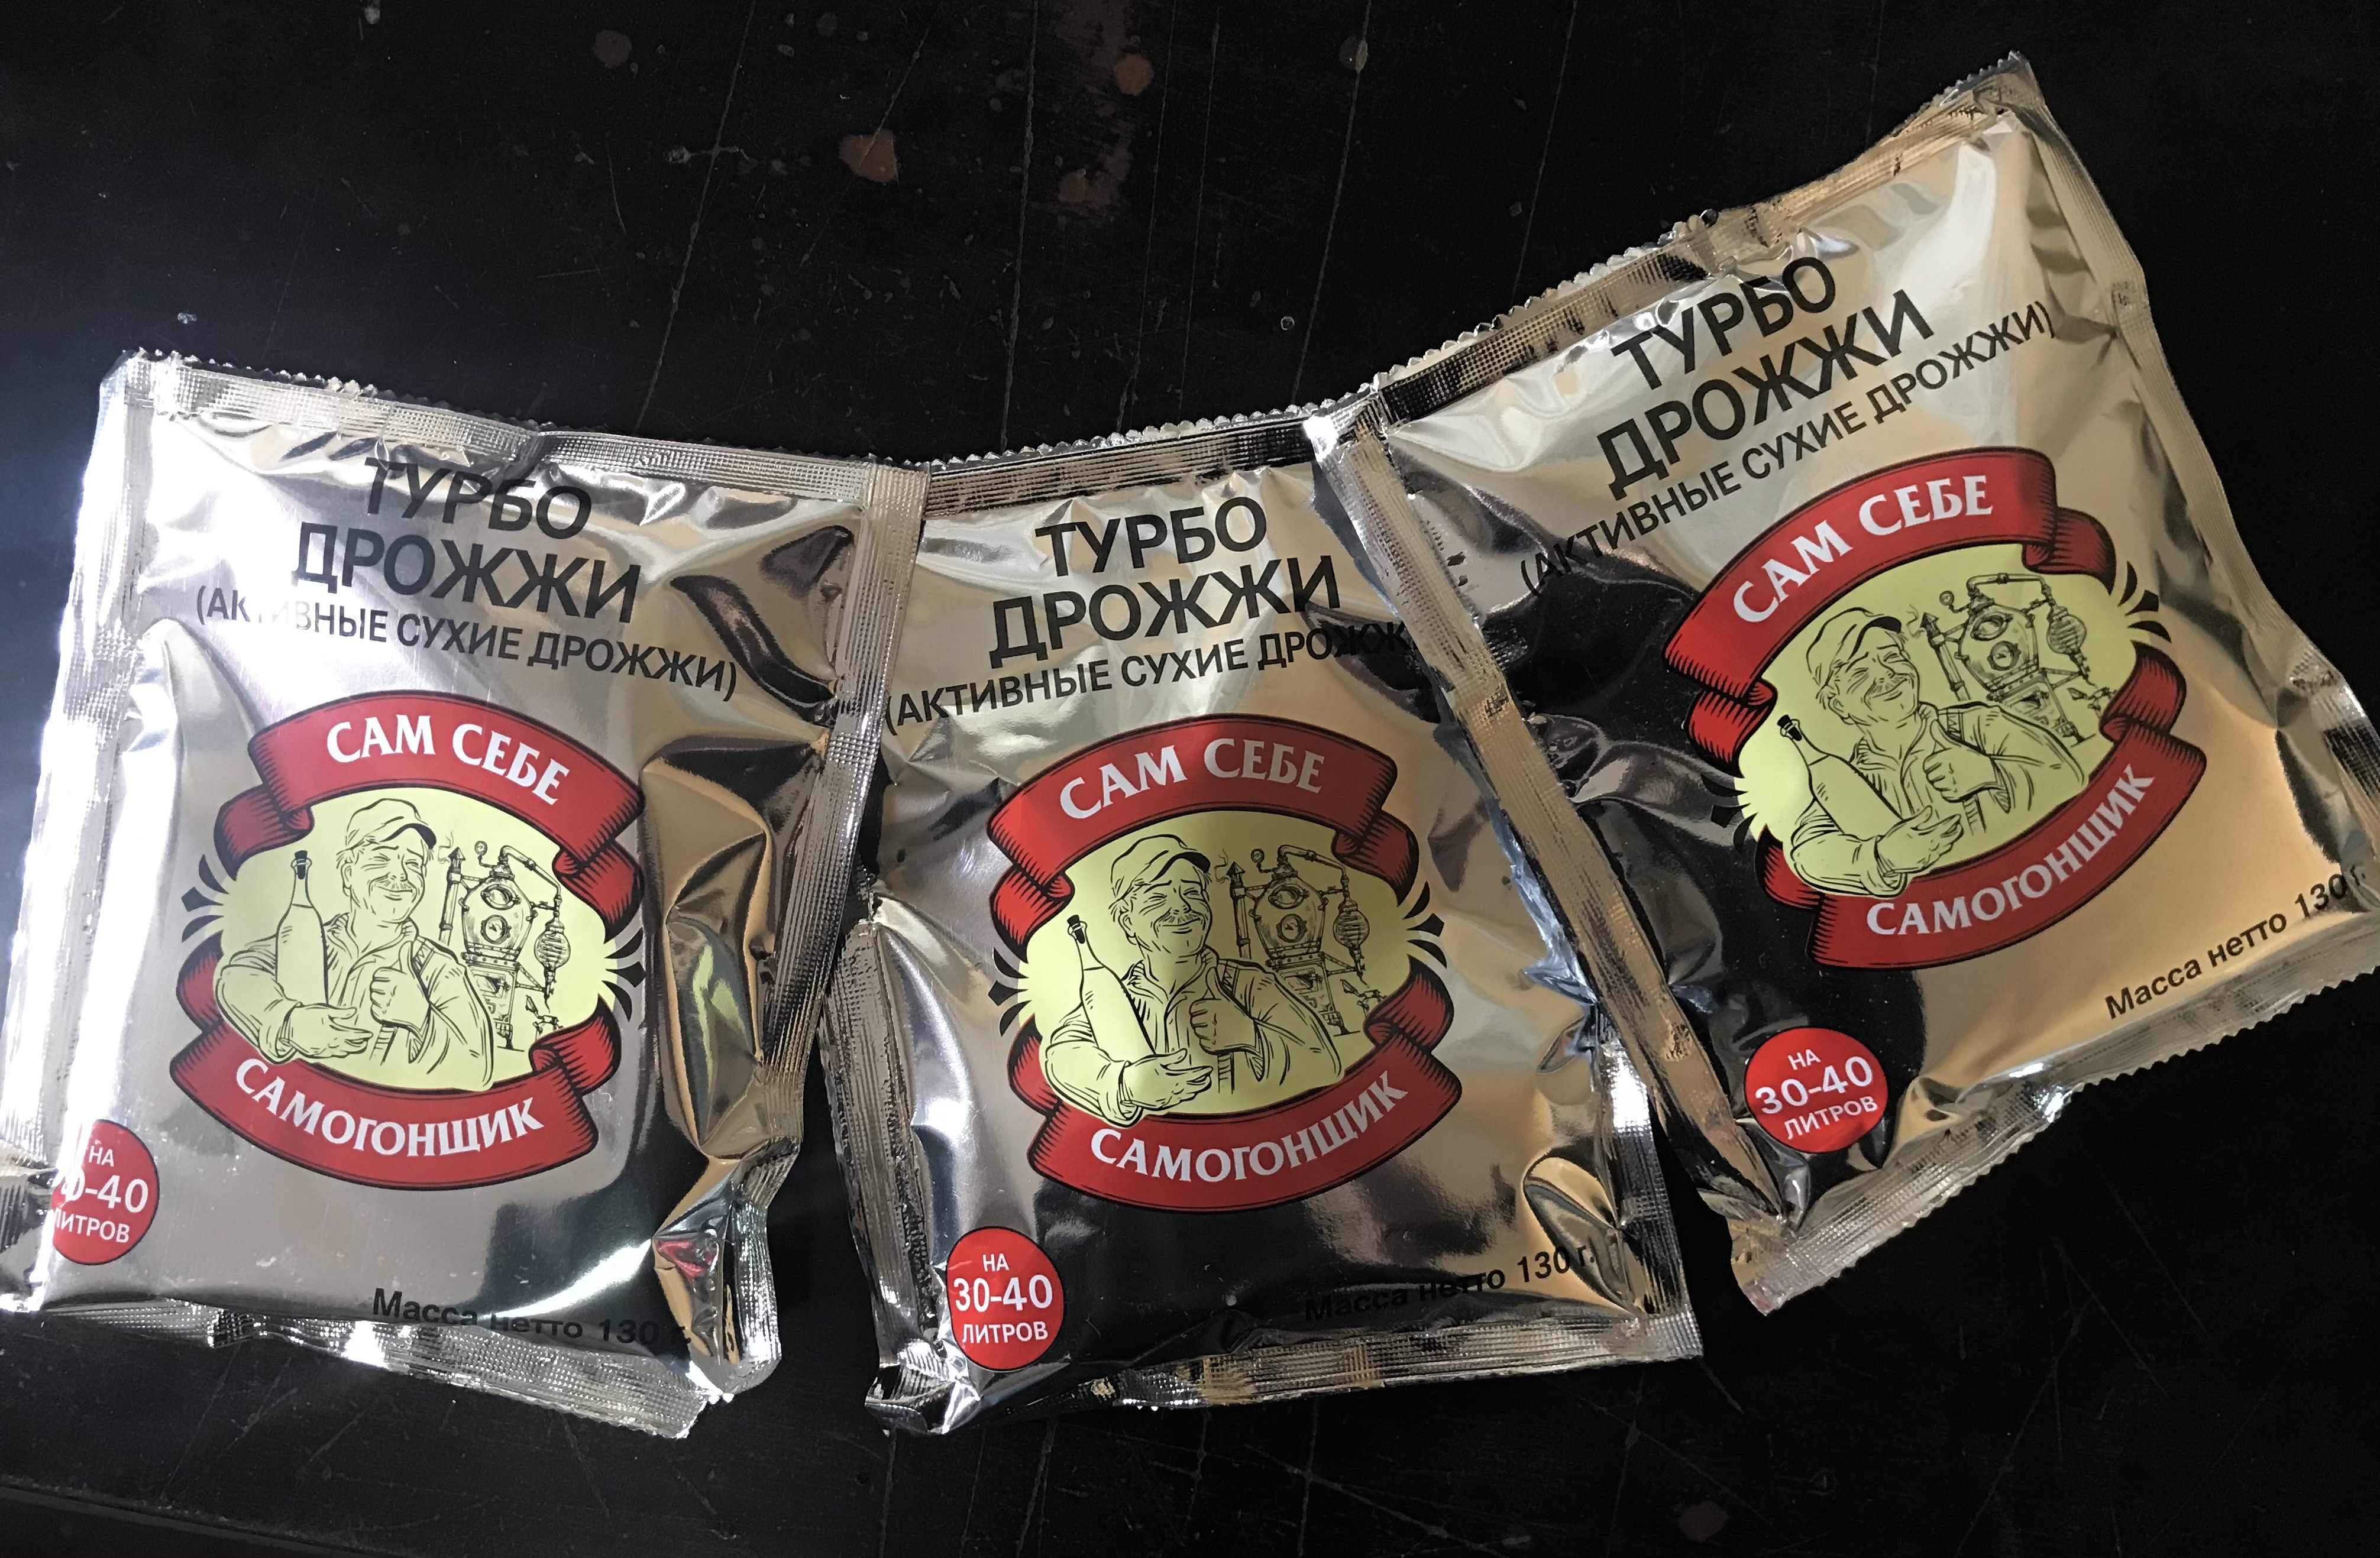 ТУРБО
ДРОЖЖИ
(АКТИВНЫЕ СУХИЕ ДРОЖЖИ)
САМ СЕБЕ
САМОГОНЩИК
НА
30-40
ЛИТРОВ
Масса нетто 130 г.
ТУРБО
ДРОЖЖИ
(АКТИВНЫЕ СУХИЕ ДРОЖЖ
САМ СЕБЕ
САМОГОНЩИК
НА
30-40
ЛИТРОВ
Масса нетто 130 г.
ТУРБО
ДРОЖЖИ
(АКТИВНЫЕ СУХИЕ ДРОЖЖИ)
САМ СЕБЕ
САМОГОНЩИК
НА
30-40
ЛИТРОВ
Масса нетто 130 г.